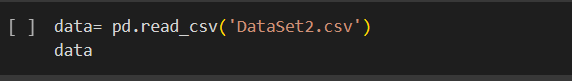 [ ] data= pd.read_csv('DataSet2.csv')
data